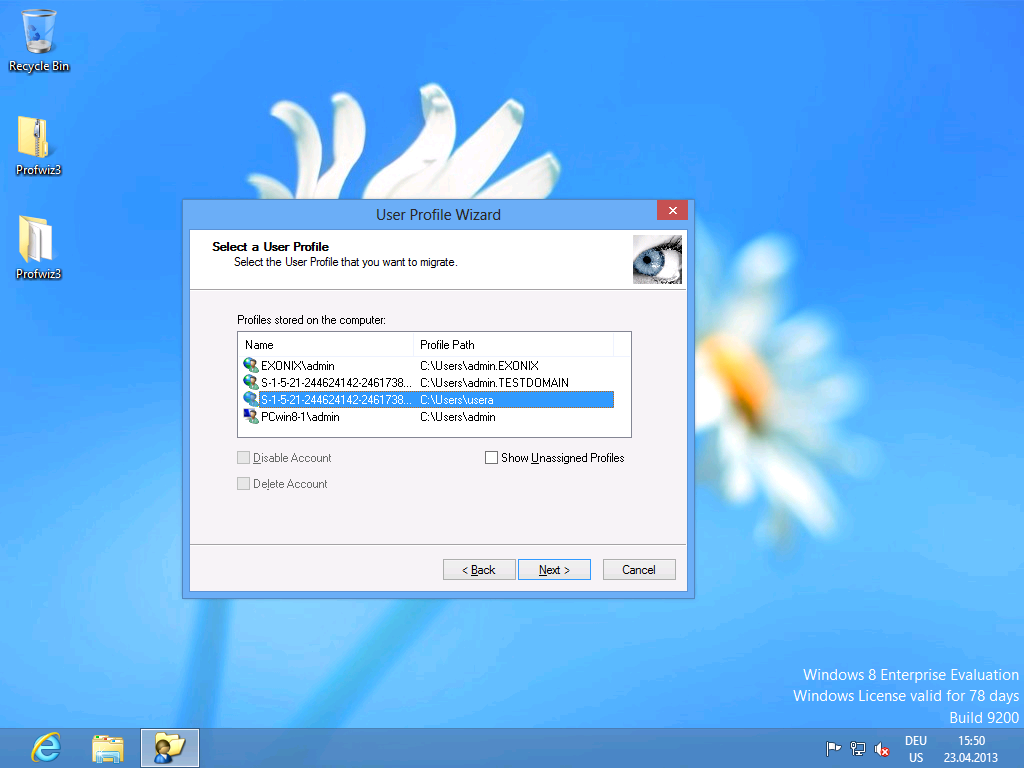 Recycle Bin
Profwiz3
Profwiz3
User Profile Wizard
Select a User Profile
Select the User Profile that you want to migrate.
Profiles stored on the computer:
Name Profile Path
EXONIX\admin C:\Users\admin.EXONIX
S-1-5-21-244624142-2461738... C:\Users\admin.TESTDOMAIN
S-1-5-21-244624142-2461738... C:\Users\usera
PCwin8-1\admin C:\Users\admin
Disable Account Show Unassigned Profiles
Delete Account
< Back Next > Cancel
Windows 8 Enterprise Evaluation
Windows License valid for 78 days
Build 9200
DEU 15:50
US 23.04.2013